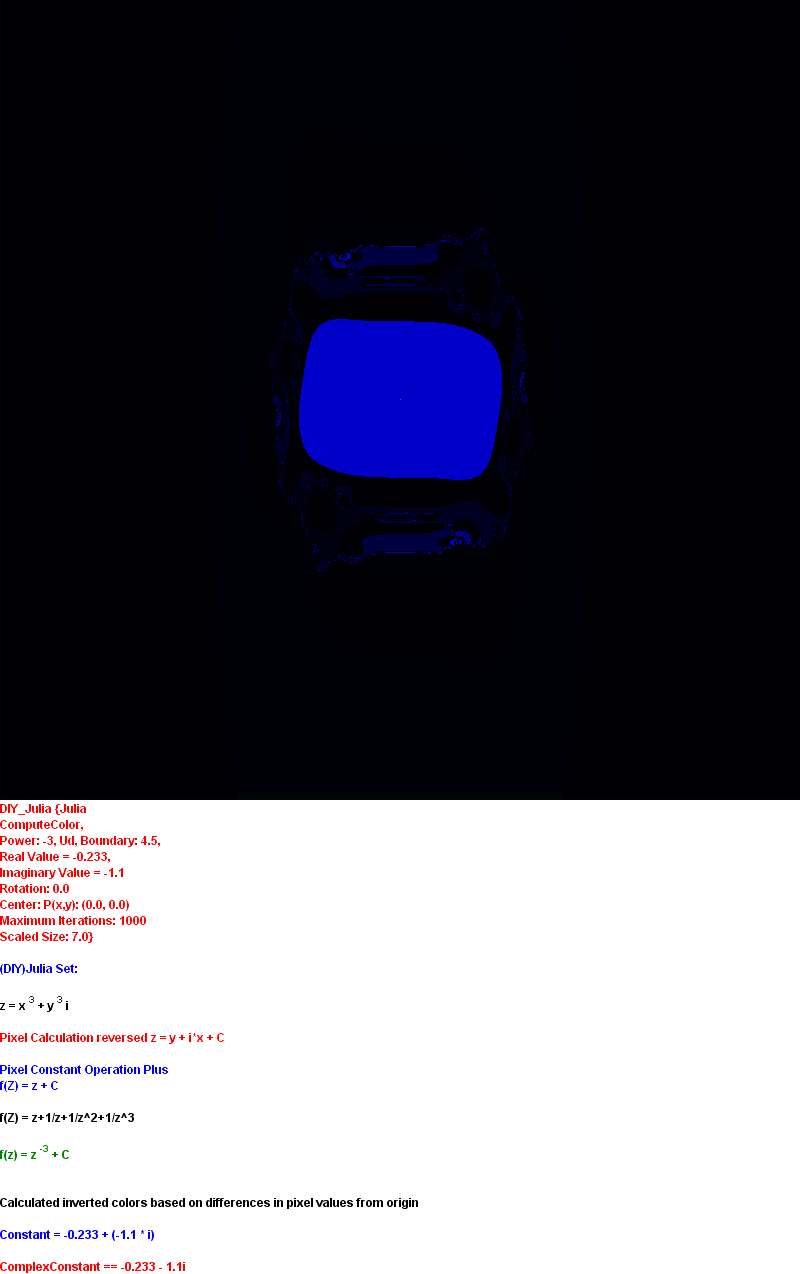 DIY_Julia {Julia
ComputeColor,
Power: -3, Ud, Boundary: 4.5,
Real Value = -0.233,
Imaginary Value = -1.1
Rotation: 0.0
Center: P(x,y): (0.0, 0.0)
Maximum Iterations: 1000
Scaled Size: 7.0}
(DIY)Julia Set:
z = x 3 + y 3 i
Pixel Calculation reversed z = y + i*x + C
Pixel Constant Operation Plus
f(Z) = z + C
f(Z) = z+1/z+1/z^2+1/z^3
f(z) = z -3 + C
Calculated inverted colors based on differences in pixel values from origin
Constant = -0.233 + (-1.1 * i)
ComplexConstant == -0.233 - 1.1i